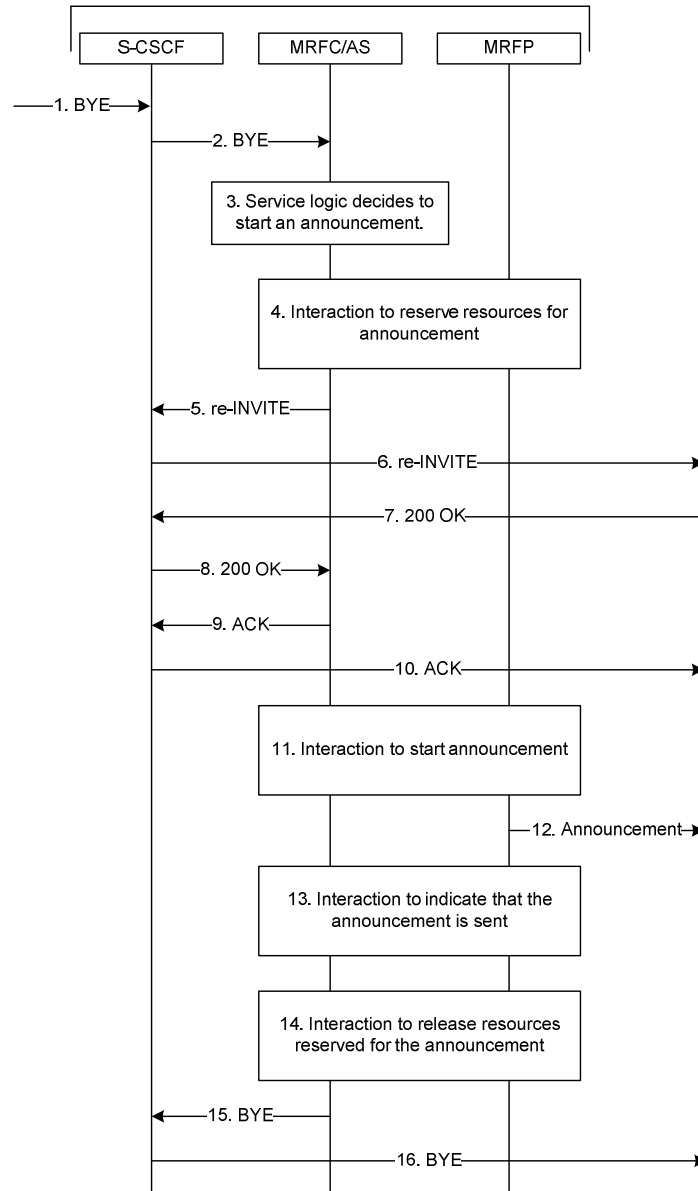 S-CSCF
MRFC/AS
MRFP
1. BYE
2. BYE
3. Service logic decides to
start an announcement.
4. Interaction to reserve resources for
announcement
5. re-INVITE
6. re-INVITE
7. 200 OK
8. 200 OK
9. ACK
10. ACK
11. Interaction to start announcement
12. Announcement
13. Interaction to indicate that the
announcement is sent
14. Interaction to release resources
reserved for the announcement
15. BYE
16. BYE